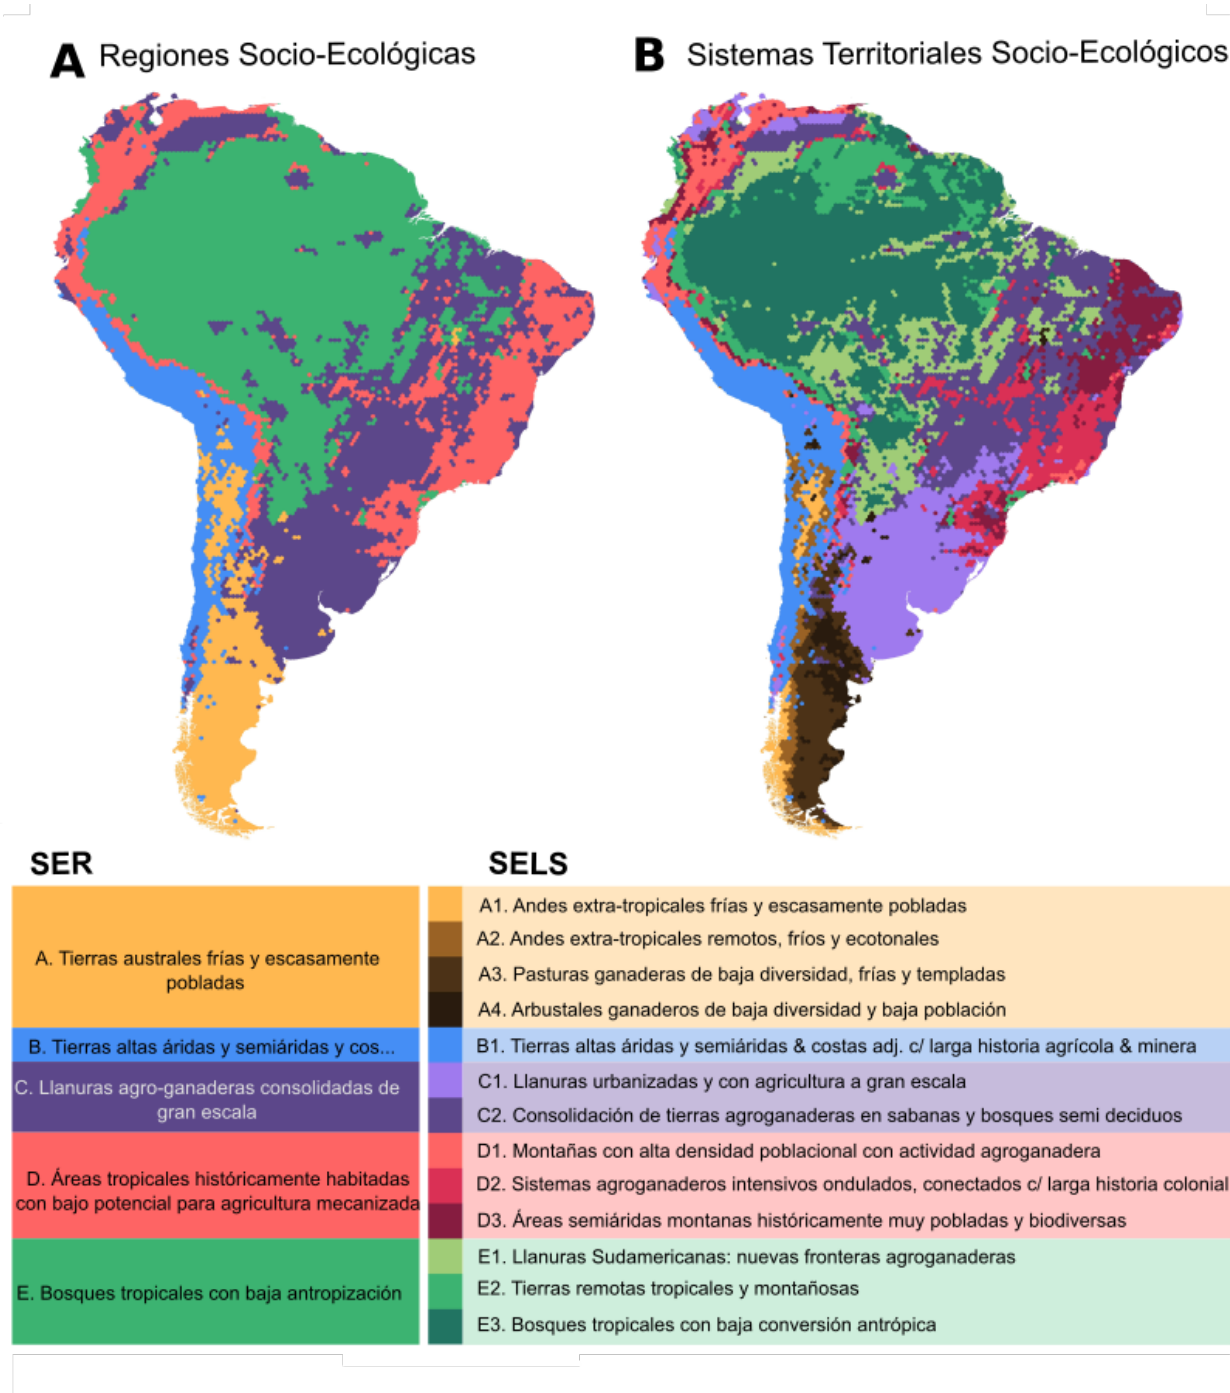 A Regiones Socio-Ecológicas
B Sistemas Territoriales Socio-Ecológicos
SER
A. Tierras australes frías y escasamente
pobladas
B. Tierras altas áridas y semiáridas y cos...
C. Llanuras agro-ganaderas consolidadas de
gran escala
D. Áreas tropicales históricamente habitadas
con bajo potencial para agricultura mecanizada
E. Bosques tropicales con baja antropización
SELS
A1. Andes extra-tropicales frías y escasamente pobladas
A2. Andes extra-tropicales remotos, fríos y ecotonales
A3. Pasturas ganaderas de baja diversidad, frías y templadas
A4. Arbustales ganaderos de baja diversidad y baja población
B1. Tierras altas áridas y semiáridas & costas adj. c/ larga historia agrícola & minera
C1. Llanuras urbanizadas y con agricultura a gran escala
C2. Consolidación de tierras agroganaderas en sabanas y bosques semi deciduos
D1. Montañas con alta densidad poblacional con actividad agroganadera
D2. Sistemas agroganaderos intensivos ondulados, conectados c/ larga historia colonial
D3. Áreas semiáridas montanas históricamente muy pobladas y biodiversas
E1. Llanuras Sudamericanas: nuevas fronteras agroganaderas
E2. Tierras remotas tropicales y montañosas
E3. Bosques tropicales con baja conversión antrópica